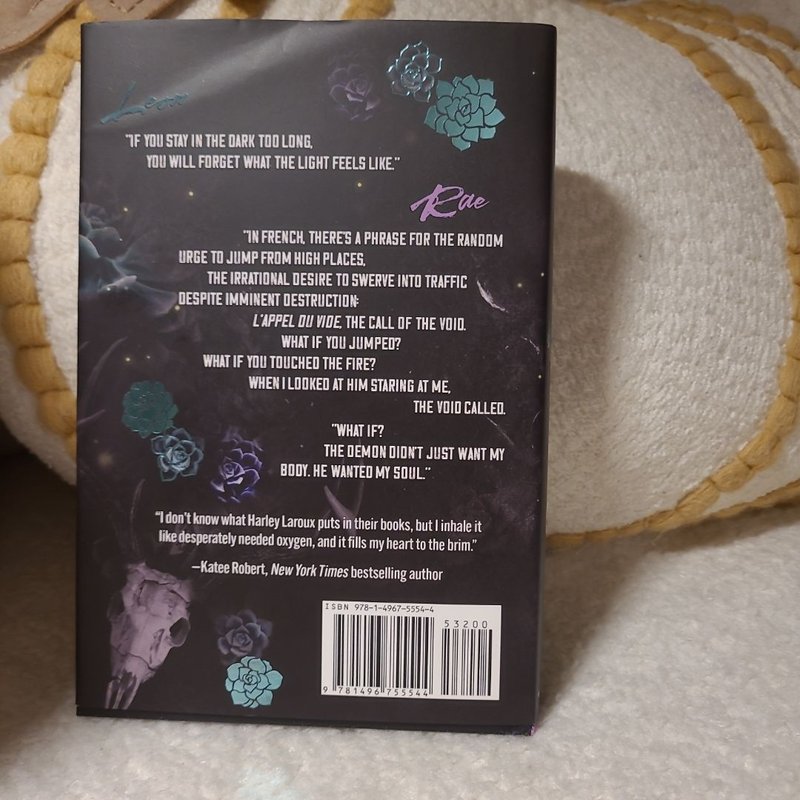 Leon
"IF YOU STAY IN THE DARK TOO LONG,
YOU WILL FORGET WHAT THE LIGHT FEELS LIKE."
Rae
"IN FRENCH, THERE'S A PHRASE FOR THE RANDOM
URGE TO JUMP FROM HIGH PLACES,
THE IRRATIONAL DESIRE TO SWERVE INTO TRAFFIC
DESPITE IMMINENT DESTRUCTION:
L'APPEL DU VIDE, THE CALL OF THE VOID.
WHAT IF YOU JUMPED?
WHAT IF YOU TOUCHED THE FIRE?
WHEN I LOOKED AT HIM STARING AT ME,
THE VOID CALLED.
"WHAT IF?
THE DEMON DIDN'T JUST WANT MY
BODY. HE WANTED MY SOUL."
"I don't know what Harley Laroux puts in their books, but I inhale it
like desperately needed oxygen, and it fills my heart to the brim."
—Katee Robert, New York Times bestselling author
ISBN 978-1-4967-5554-4
53200
9 781496 755544